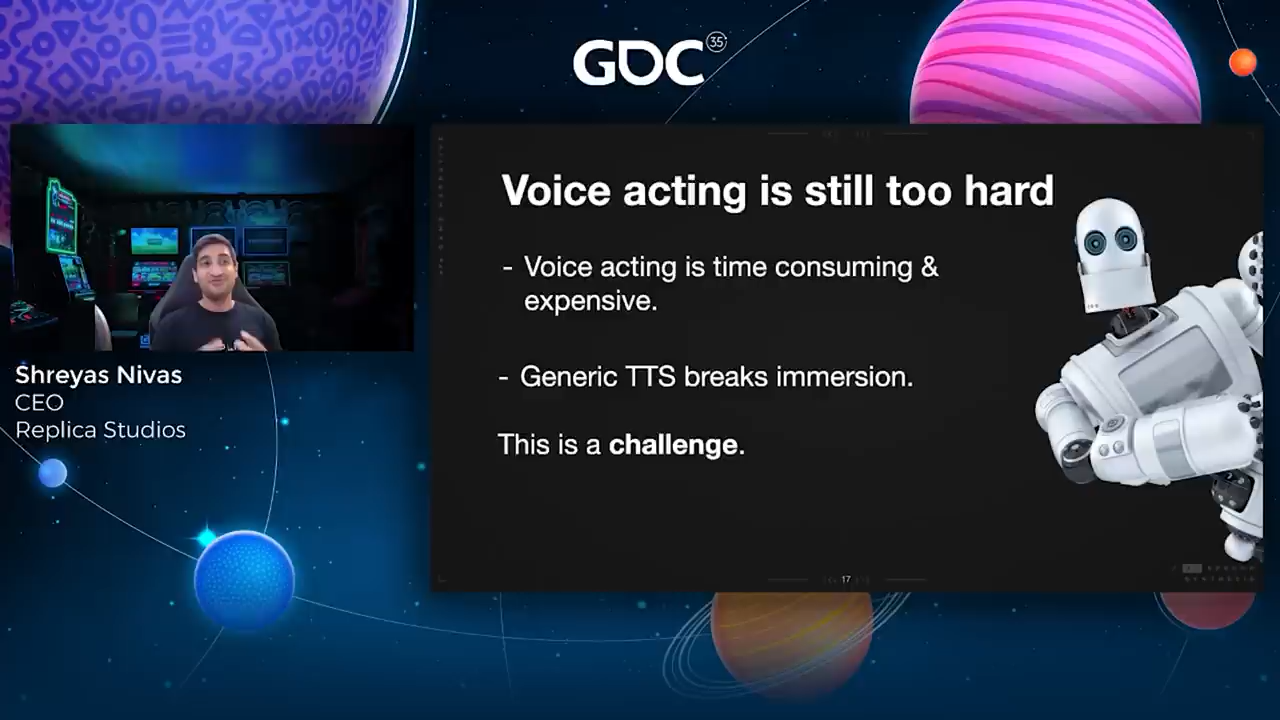 GDC 35
Voice acting is still too hard
- Voice acting is time consuming &
expensive.
- Generic TTS breaks immersion.
This is a challenge.
Shreyas Nivas
CEO
Replica Studios
17